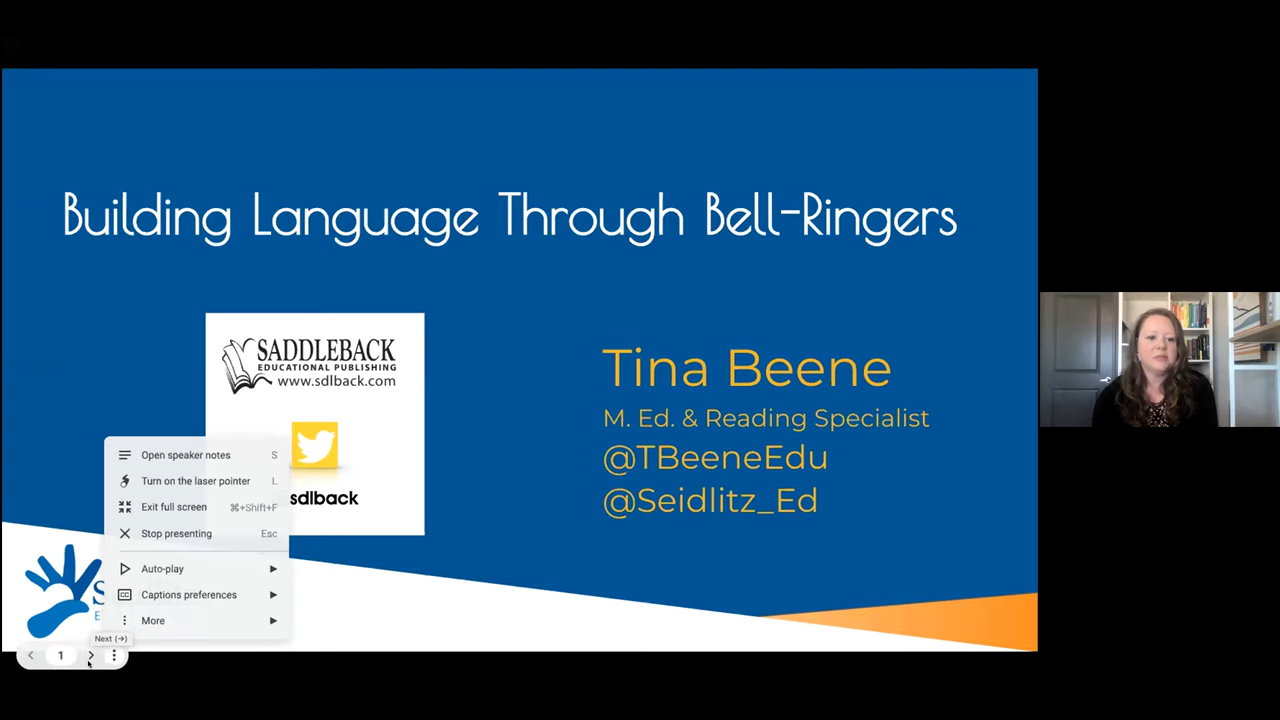 Building Language Through Bell-Ringers
SADDLEBACK
EDUCATIONAL PUBLISHING
www.sdlback.com
sdlback
Tina Beene
M. Ed. & Reading Specialist
@TBeeneEdu
@Seidlitz_Ed
Open speaker notes S
Turn on the laser pointer L
Exit full screen ⌘+Shift+F
Stop presenting Esc
Auto-play
CC Captions preferences
More
S
E
Next (→)
1